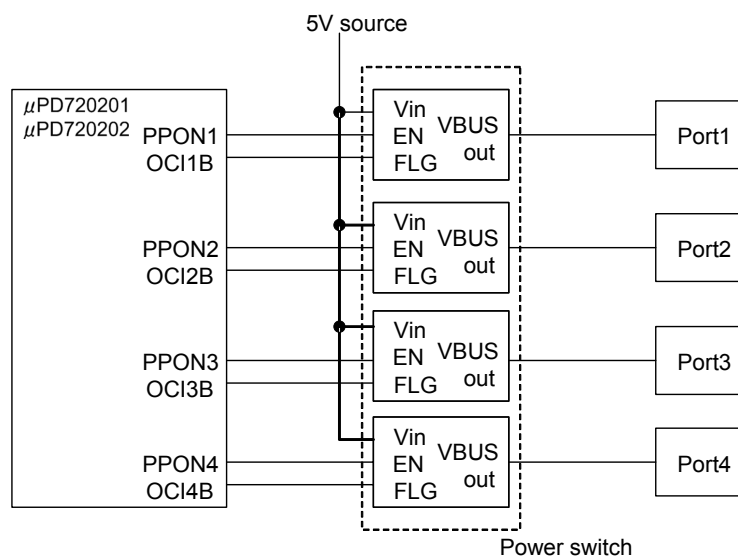 5V source
μPD720201
μPD720202
PPON1
OCI1B
Vin
EN
FLG
VBUS
out
Port1
PPON2
OCI2B
Vin
EN
FLG
VBUS
out
Port2
PPON3
OCI3B
Vin
EN
FLG
VBUS
out
Port3
PPON4
OCI4B
Vin
EN
FLG
VBUS
out
Port4
Power switch